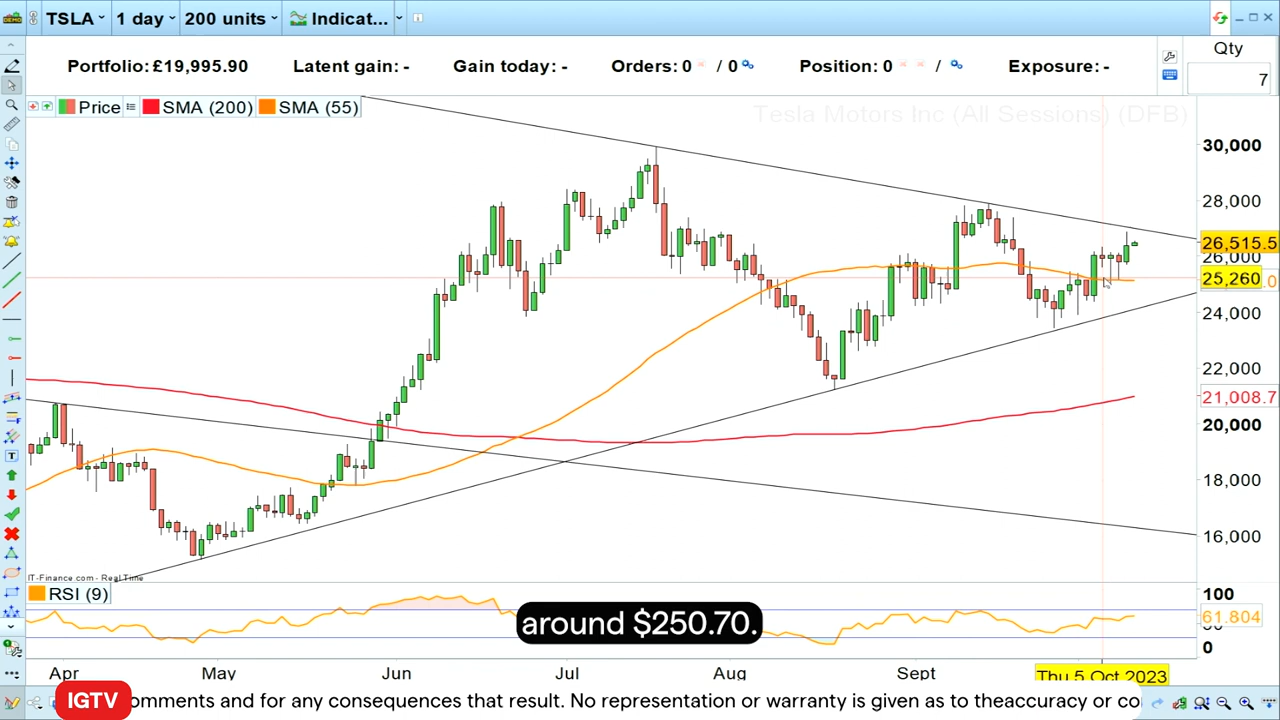 TSLA 1 day 200 units Indicat...
Portfolio: £19,995.90 Latent gain: - Gain today: - Orders: 0 / 0 Position: 0 / Exposure: -
Qty
7
Price SMA (200) SMA (55)
Tesla Motors Inc (All Sessions) (DFB)
30,000
28,000
26,515.5
26,000
25,260
24,000
22,000
21,008.7
20,000
18,000
16,000
IT-Finance.com - Real Time
RSI (9)
100
61.804
0
around $250.70.
Apr May Jun Jul Aug Sept Thu 5 Oct 2023
IGTV omments and for any consequences that result. No representation or warranty is given as to theaccuracy or co